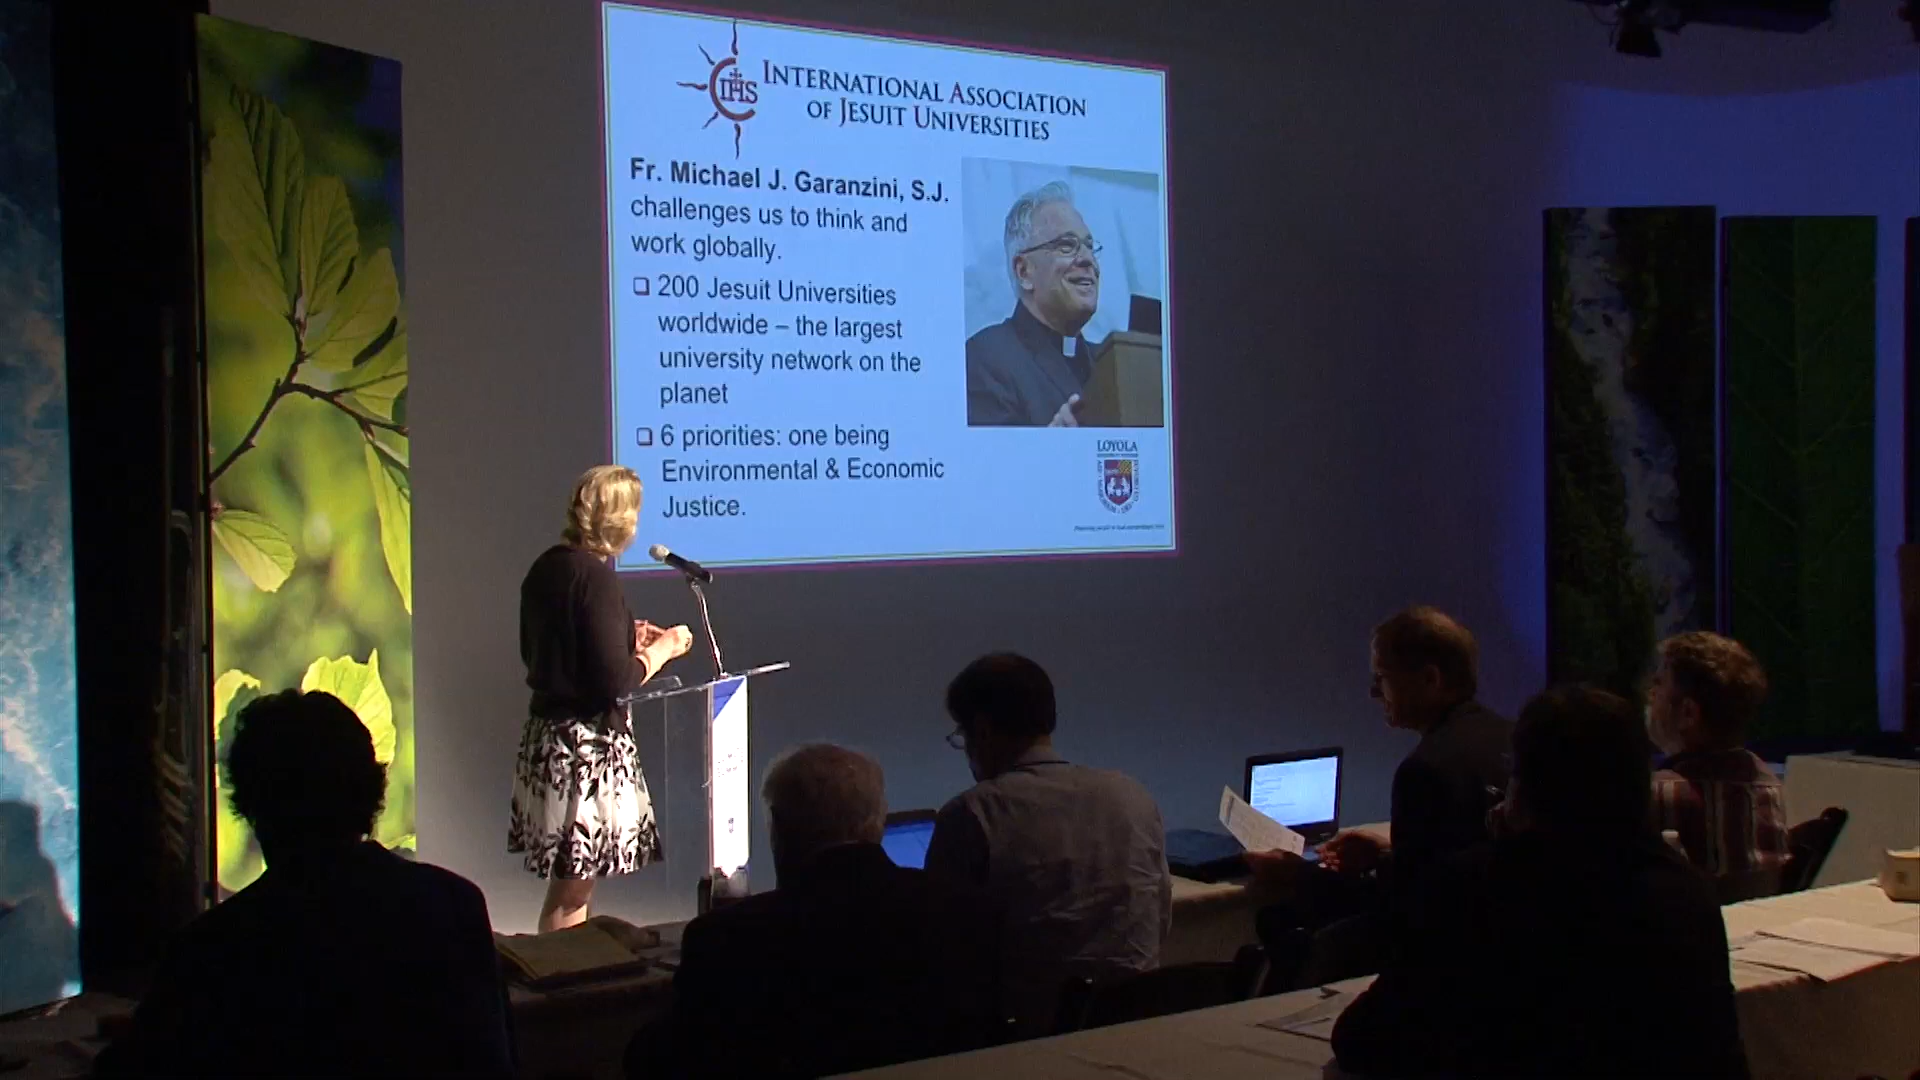 IHS
INTERNATIONAL ASSOCIATION
OF JESUIT UNIVERSITIES
Fr. Michael J. Garanzini, S.J.
challenges us to think and
work globally.
200 Jesuit Universities
worldwide – the largest
university network on the
planet
6 priorities: one being
Environmental & Economic
Justice.
LOYOLA